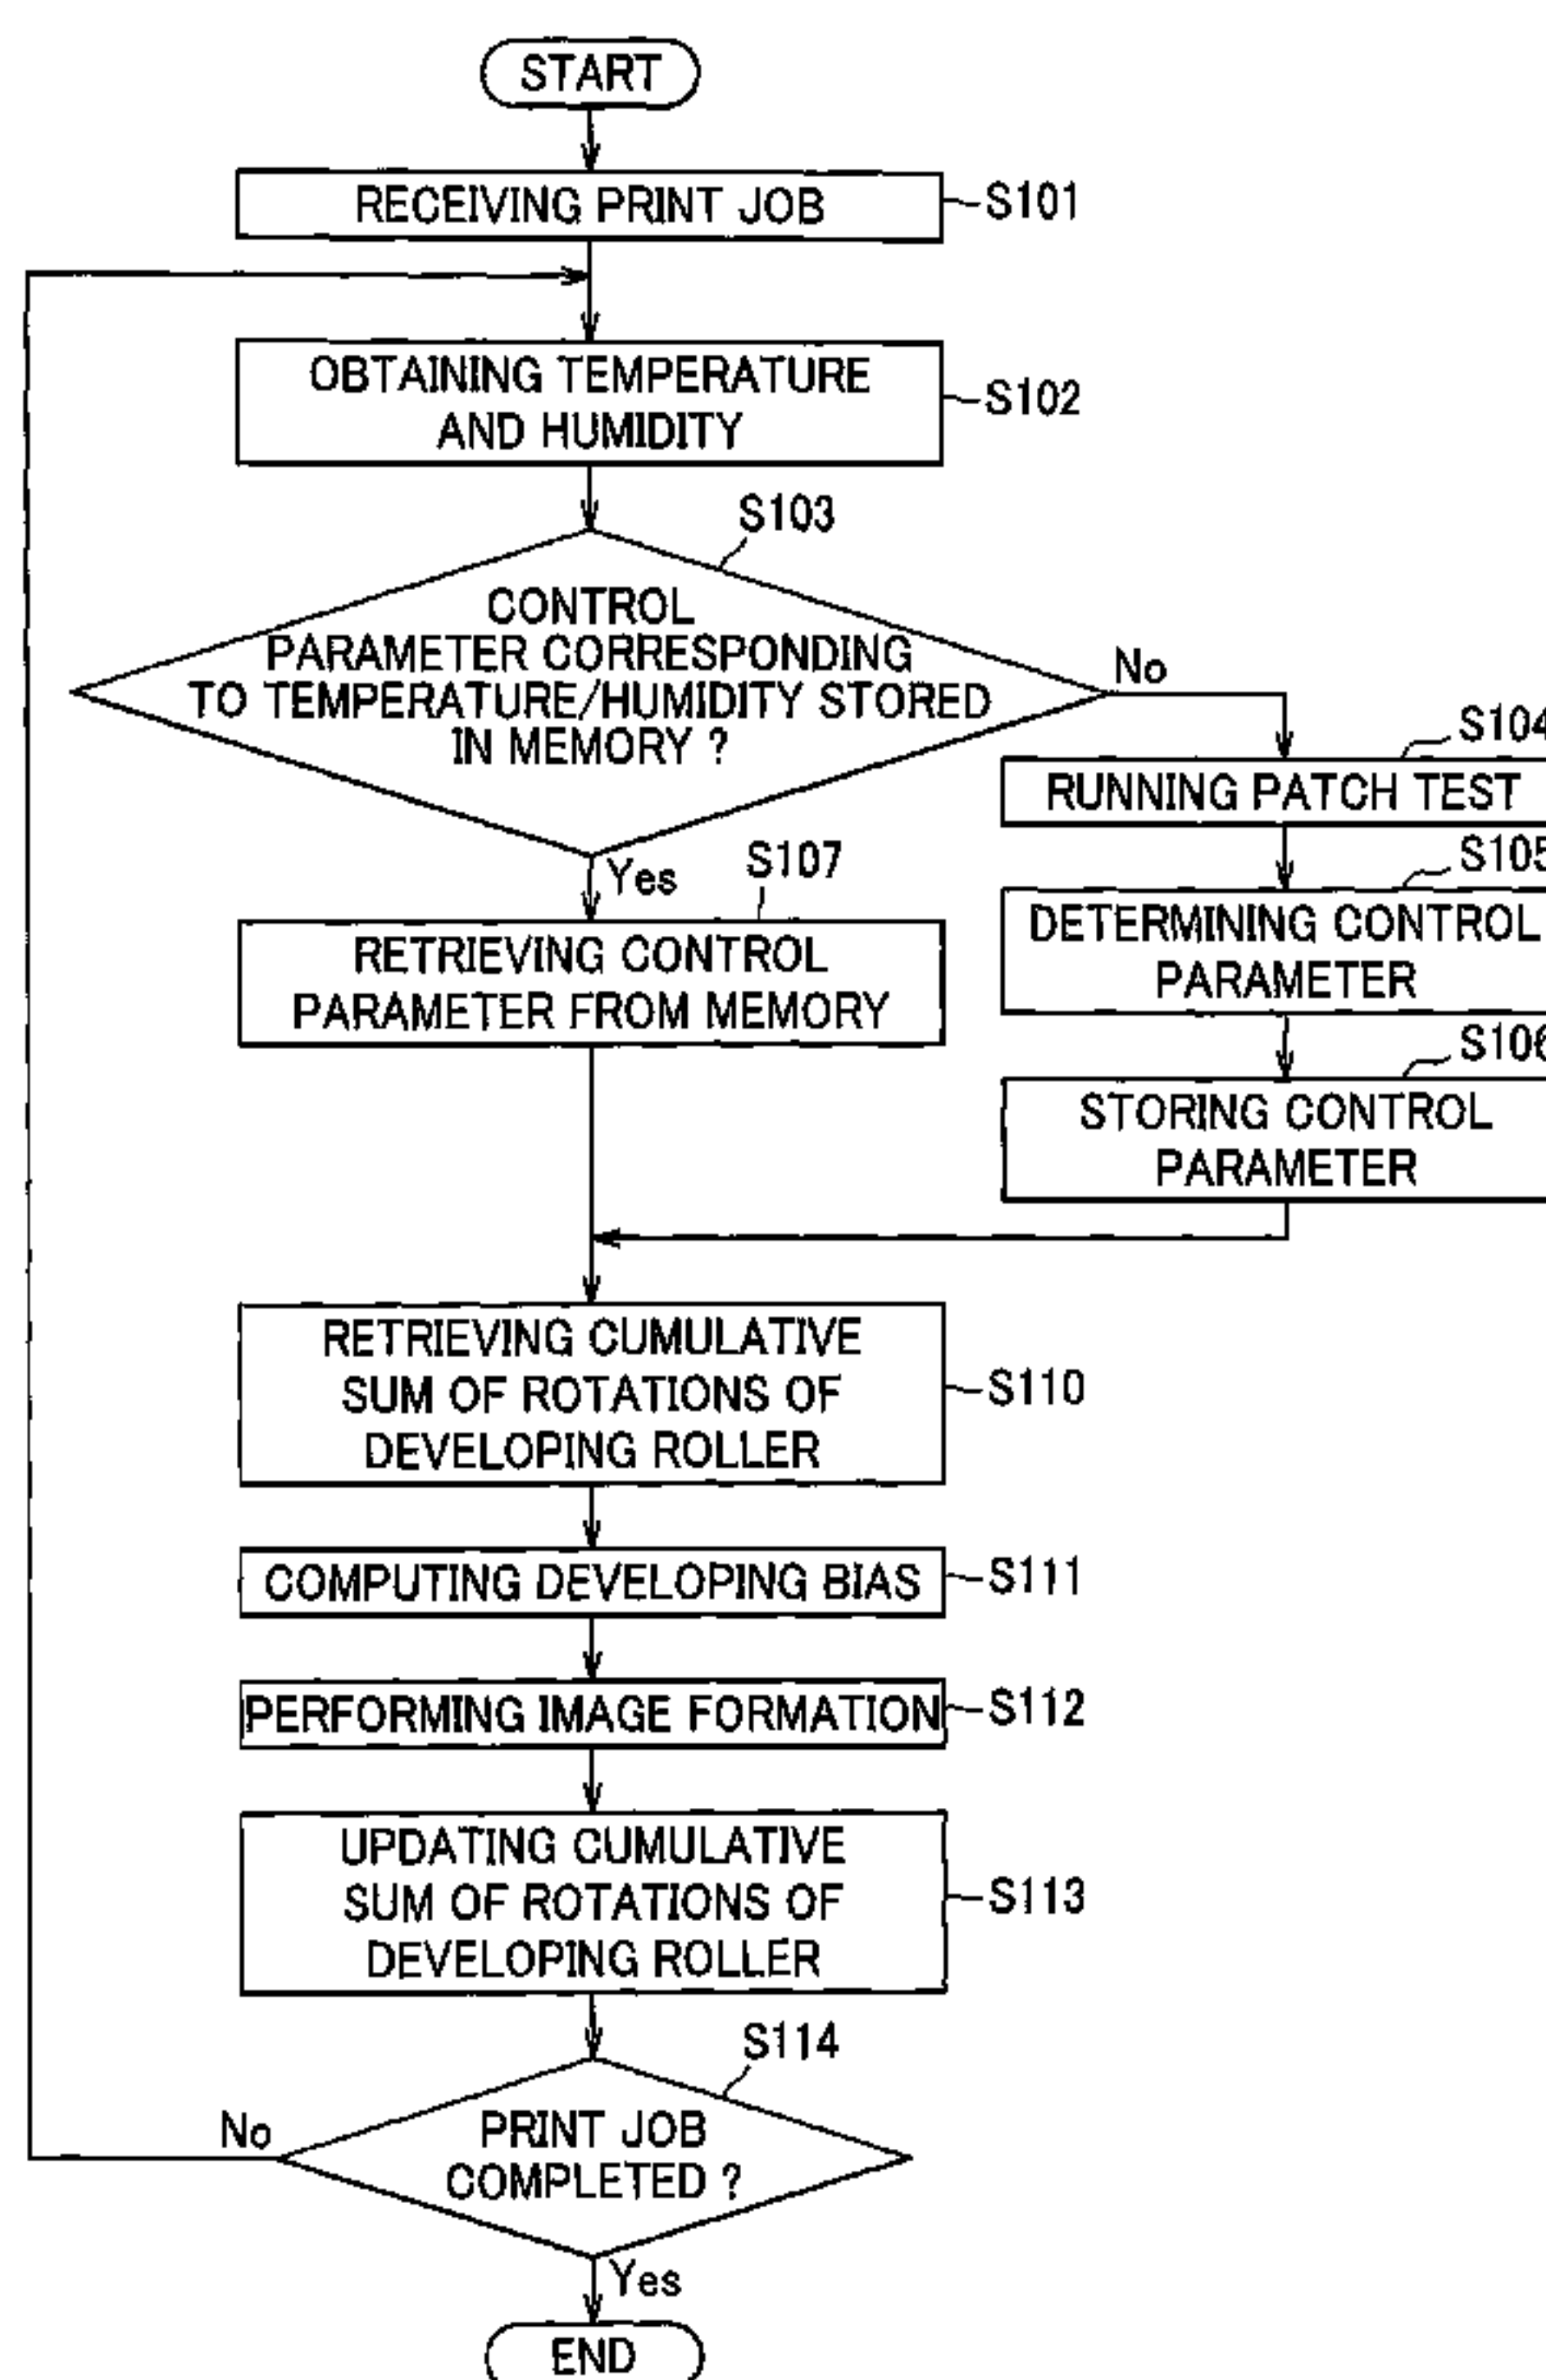 START
RECEIVING PRINT JOB
S101
OBTAINING TEMPERATURE
AND HUMIDITY
S102
S103
CONTROL
PARAMETER CORRESPONDING
TO TEMPERATURE/HUMIDITY STORED
IN MEMORY ?
No
S104
RUNNING PATCH TEST
S105
DETERMINING CONTROL
PARAMETER
S106
STORING CONTROL
PARAMETER
Yes
S107
RETRIEVING CONTROL
PARAMETER FROM MEMORY
RETRIEVING CUMULATIVE
SUM OF ROTATIONS OF
DEVELOPING ROLLER
S110
COMPUTING DEVELOPING BIAS
S111
PERFORMING IMAGE FORMATION
S112
UPDATING CUMULATIVE
SUM OF ROTATIONS OF
DEVELOPING ROLLER
S113
S114
PRINT JOB
COMPLETED ?
No
Yes
END